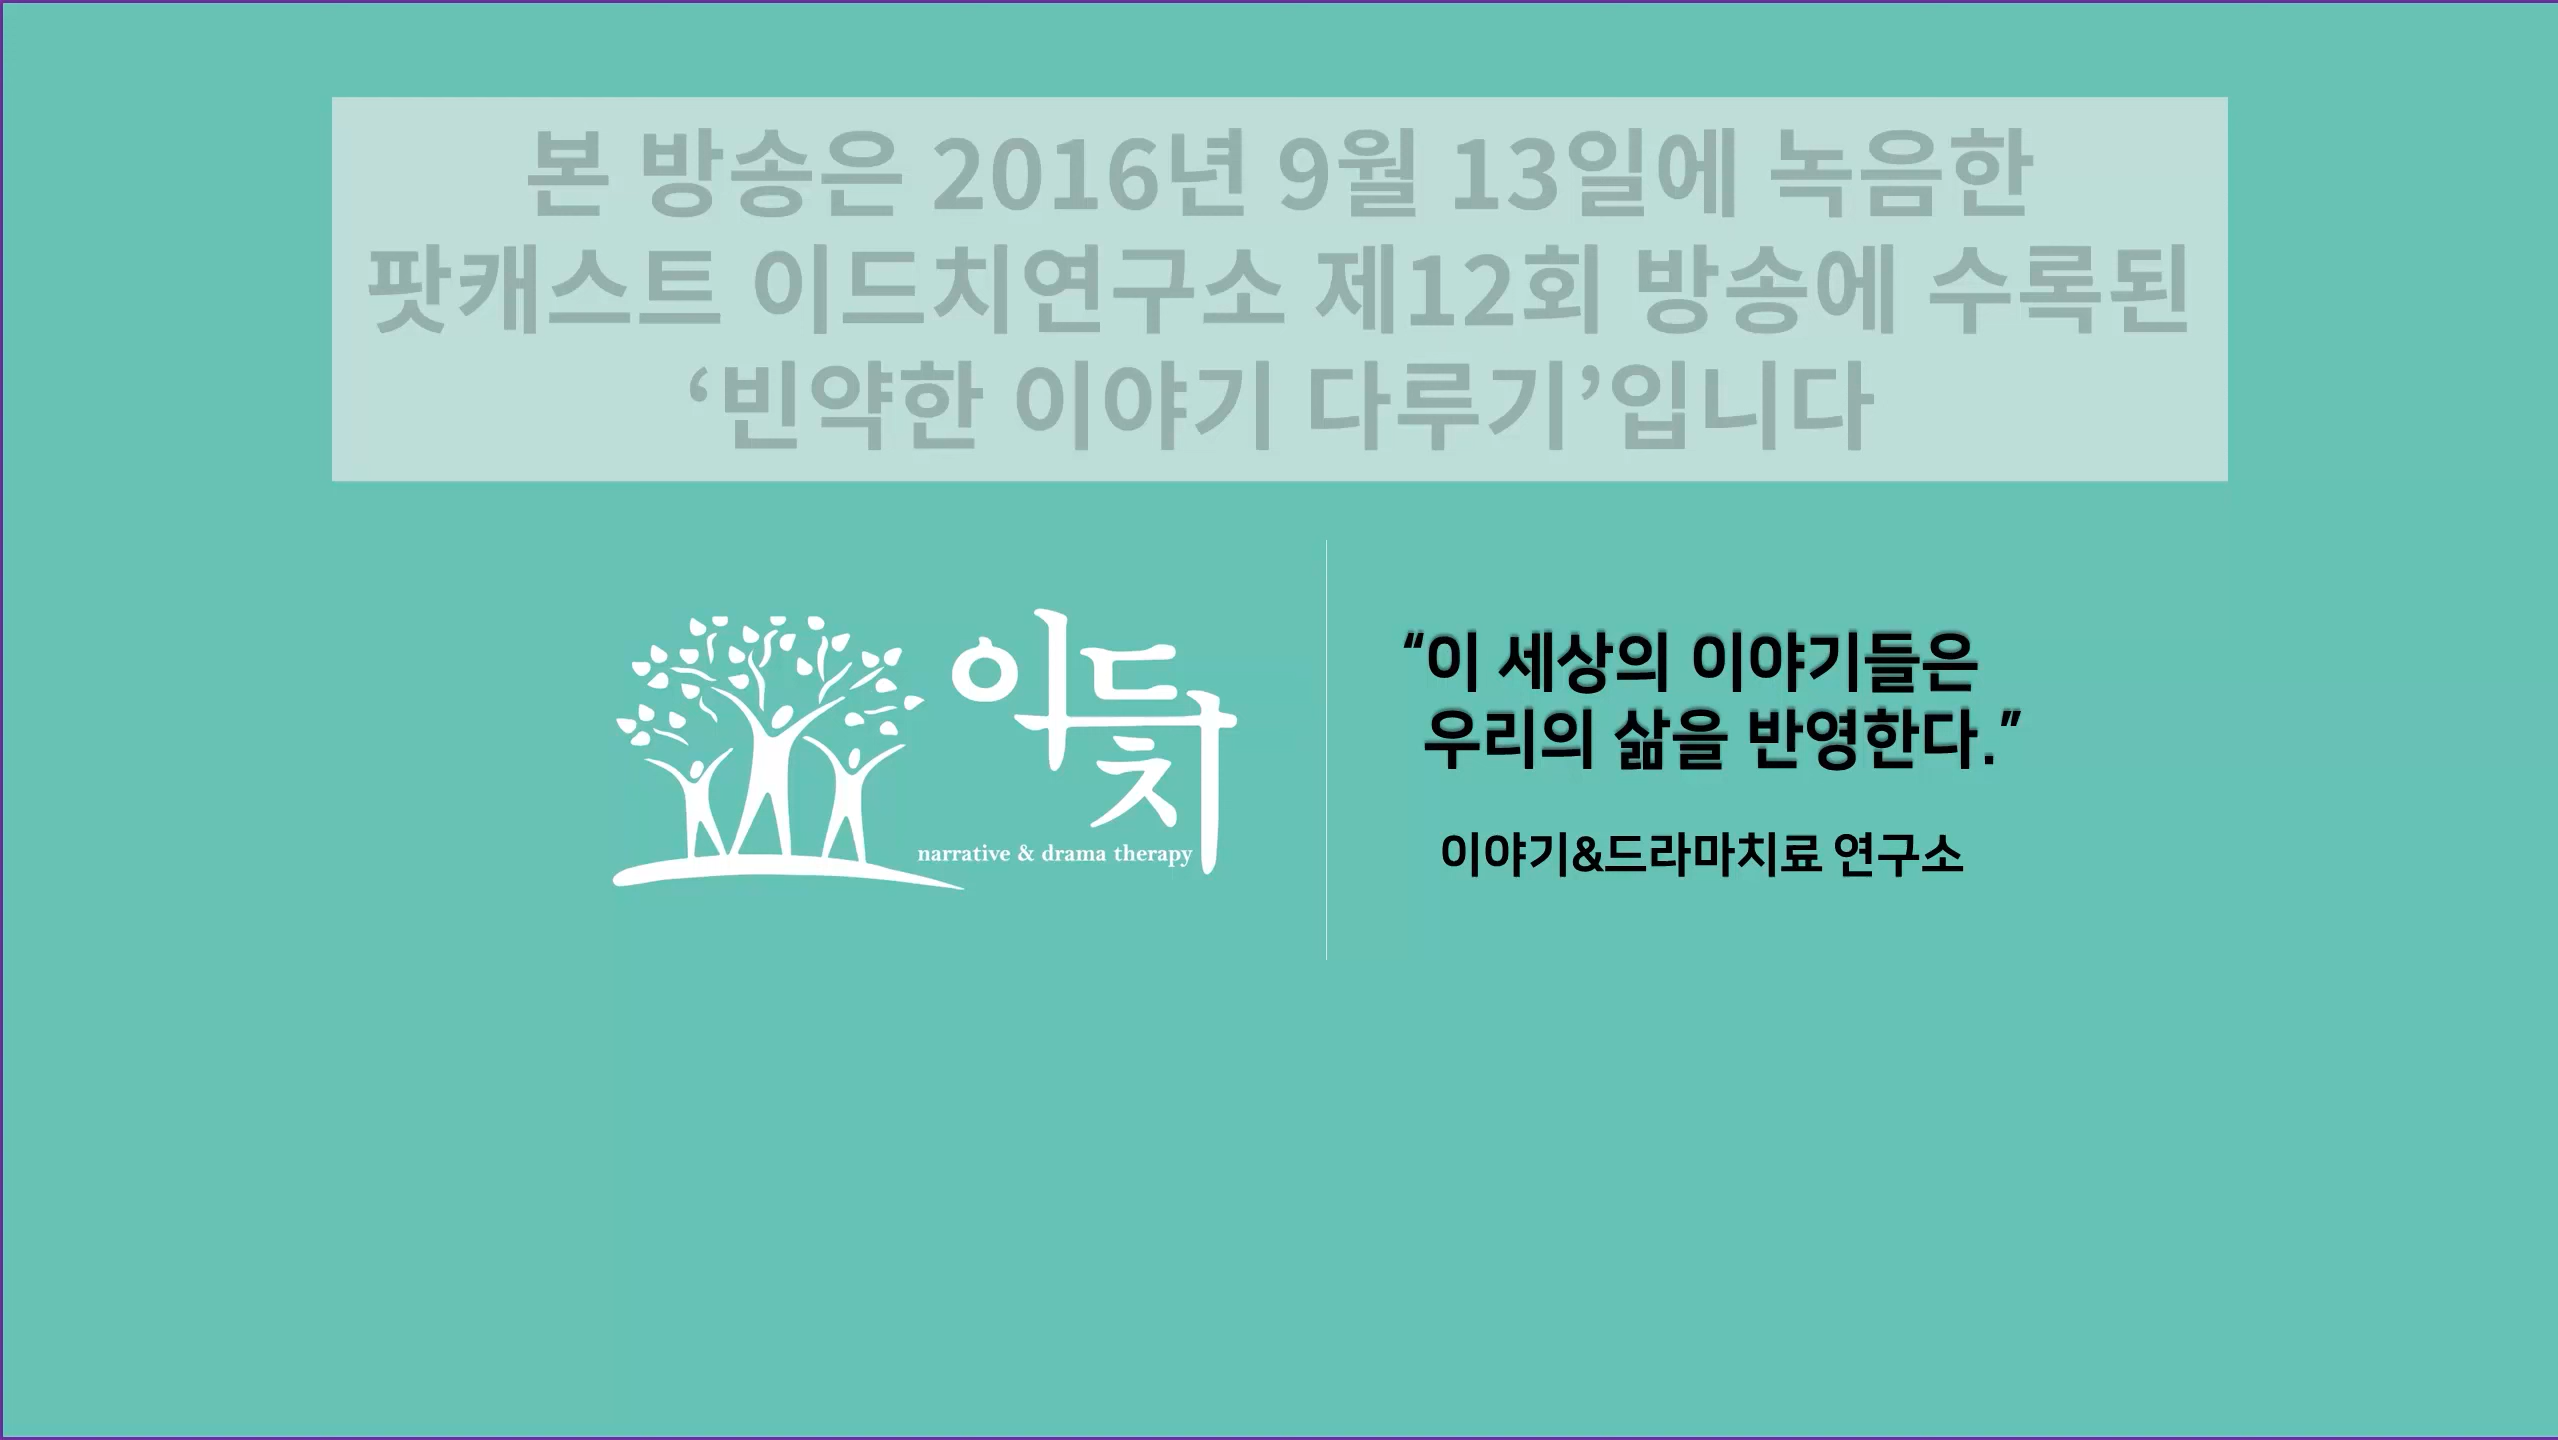 본 방송은 2016년 9월 13일에 녹음한
팟캐스트 이드치연구소 제12회 방송에 수록된
‘빈약한 이야기 다루기’입니다
이드치
narrative & drama therapy
“이 세상의 이야기들은
우리의 삶을 반영한다.”
이야기&드라마치료 연구소